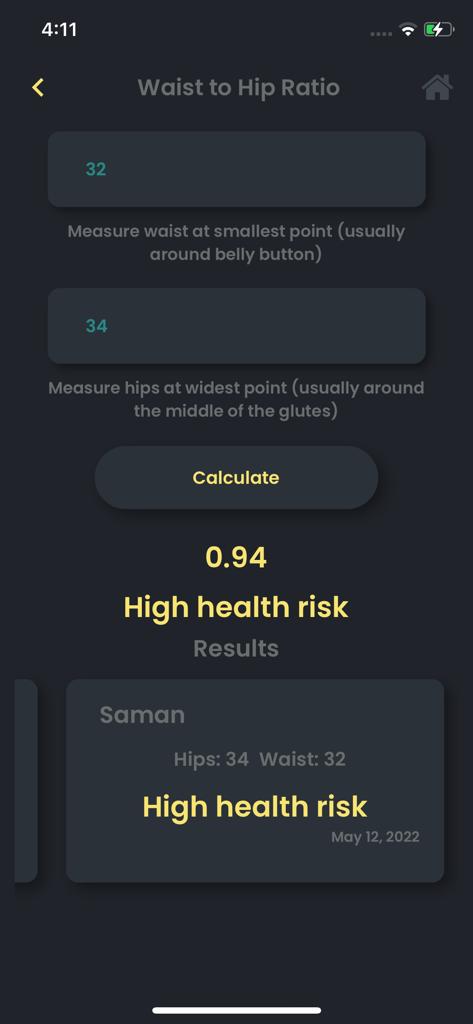 4:11
Waist to Hip Ratio
32
Measure waist at smallest point (usually
around belly button)
34
Measure hips at widest point (usually around
the middle of the glutes)
Calculate
0.94
High health risk
Results
Saman
Hips: 34 Waist: 32
High health risk
May 12, 2022